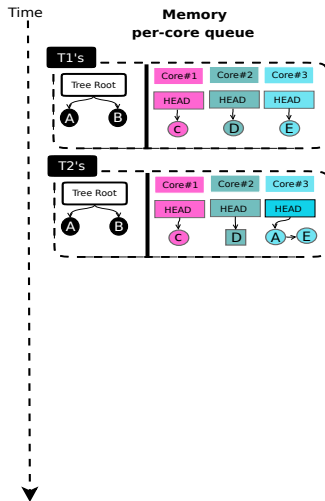 Time
Memory
per-core queue
T1's
Tree Root
A B
Core#1 Core#2 Core#3
HEAD HEAD HEAD
c D E
T2's
Tree Root
A B
Core#1 Core#2 Core#3
HEAD HEAD HEAD
c D A E